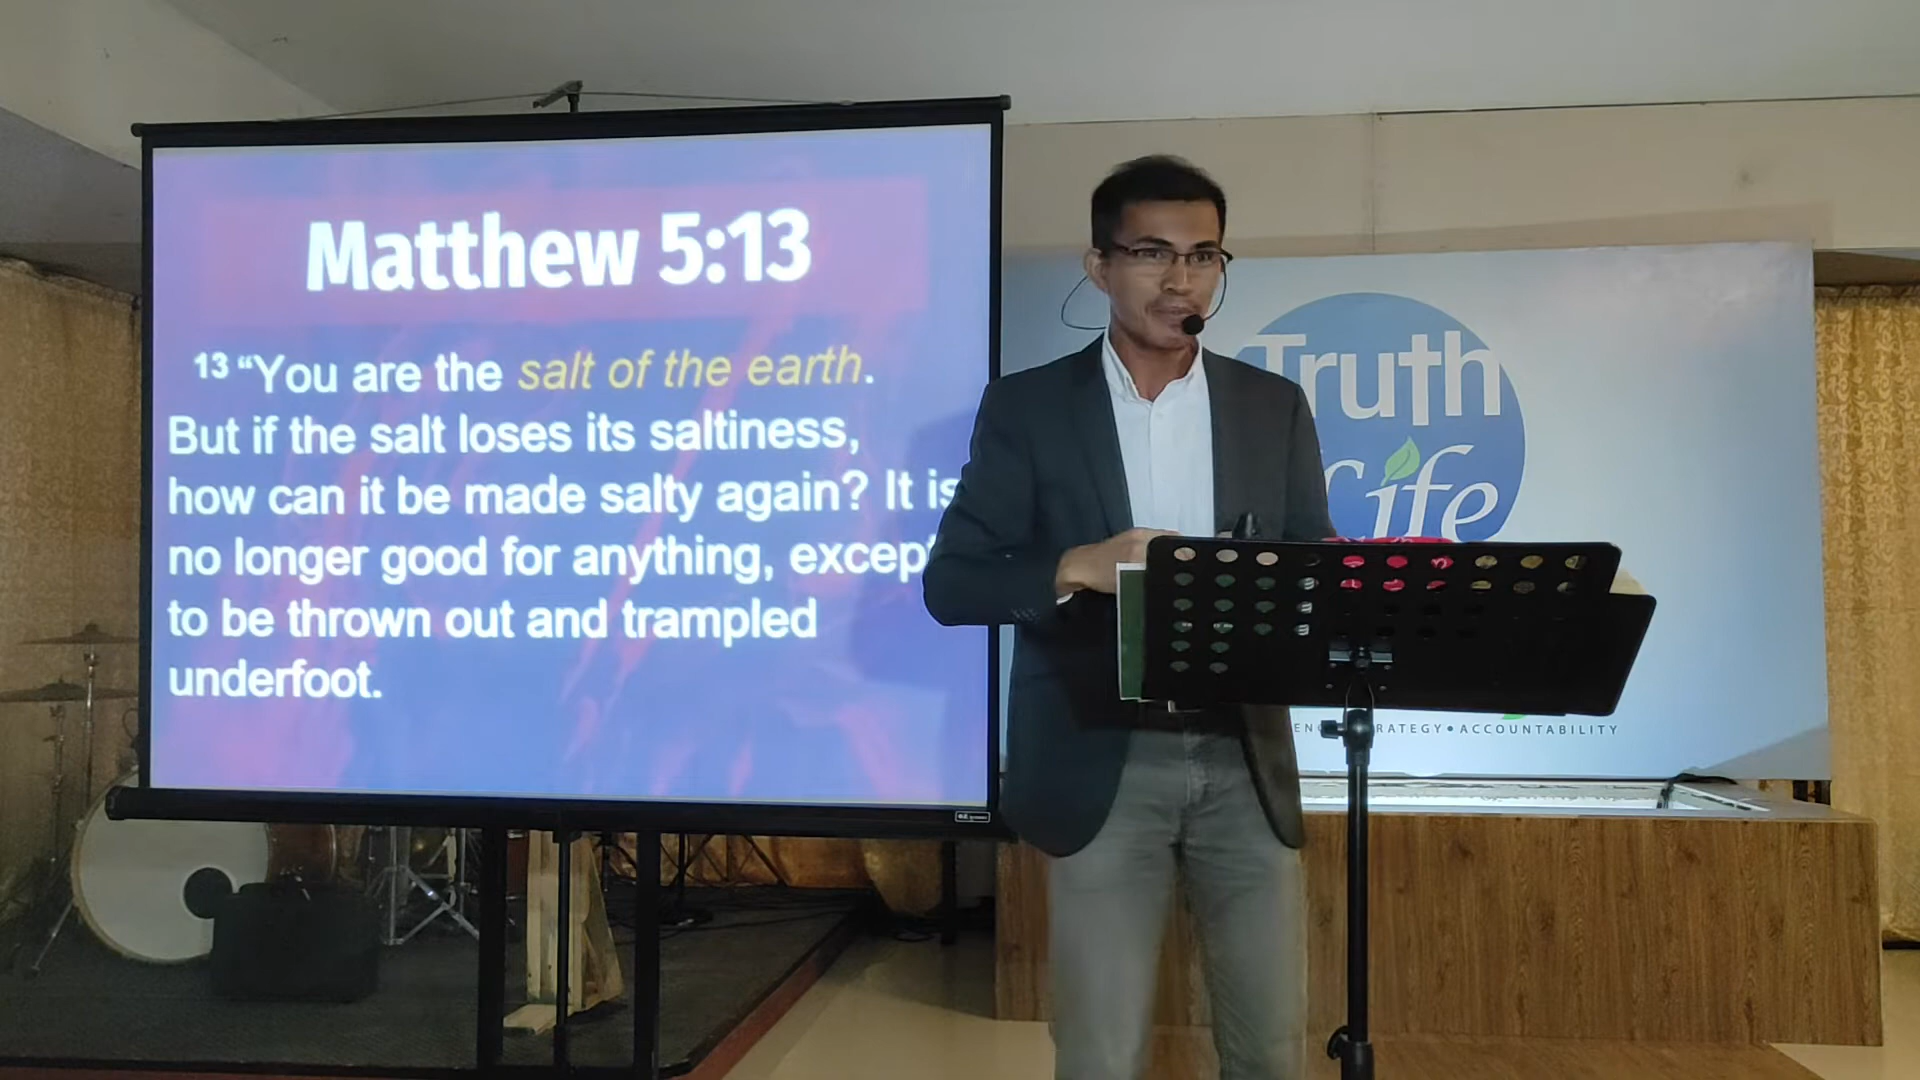 Matthew 5:13
13 “You are the salt of the earth.
But if the salt loses its saltiness,
how can it be made salty again? It is
no longer good for anything, except
to be thrown out and trampled
underfoot.
Truth
Life
ACCOUNTABILITY